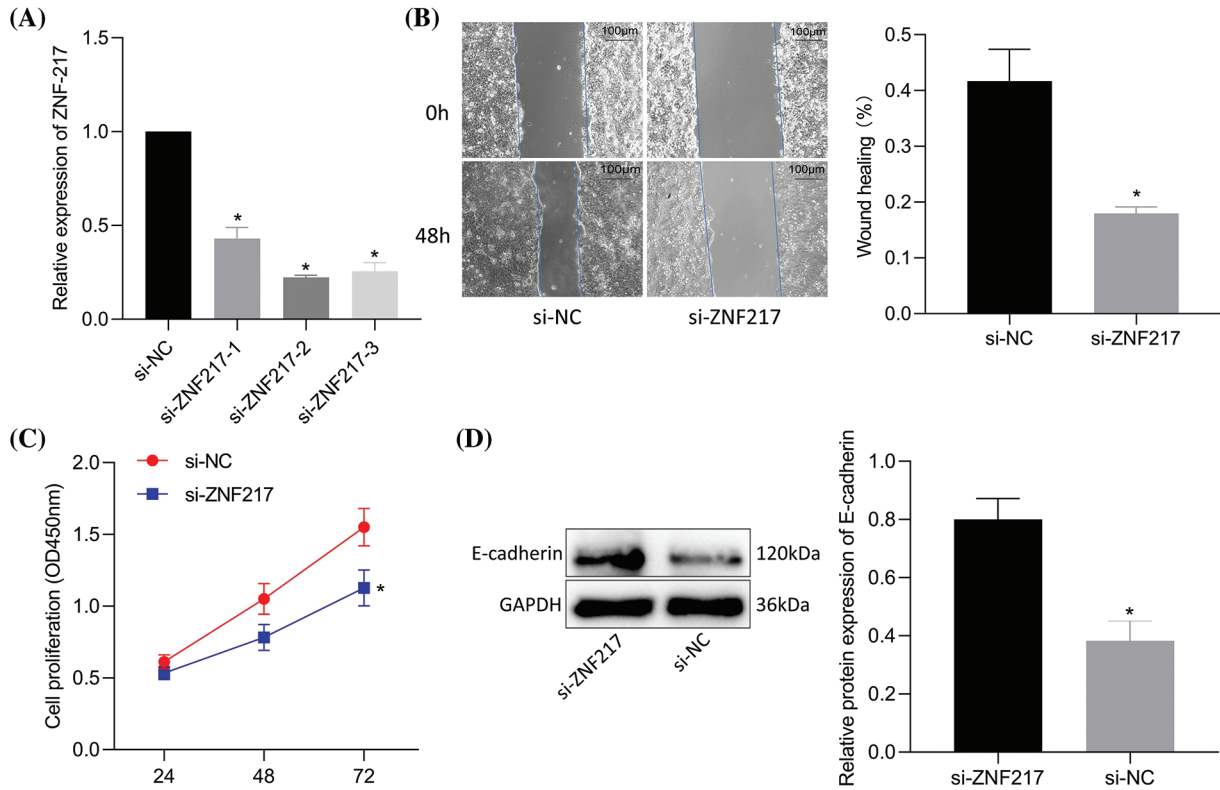 (A)
Relative expression of ZNF-217
1.5
1.0
0.5
0.0
*
*
*
si-NC
si-ZNF217-1
si-ZNF217-2
si-ZNF217-3
(B)
0h
48h
100μm
100μm
100μm
100μm
si-NC
si-ZNF217
Wound healing（%）
0.5
0.4
0.3
0.2
0.1
0.0
*
si-NC
si-ZNF217
(C)
Cell proliferation (OD450nm)
2.0
1.5
1.0
0.5
0.0
si-NC
si-ZNF217
*
24
48
72
(D)
E-cadherin
120kDa
GAPDH
36kDa
si-ZNF217
si-NC
Relative protein expression of E-cadherin
1.0
0.8
0.6
0.4
0.2
0.0
*
si-ZNF217
si-NC